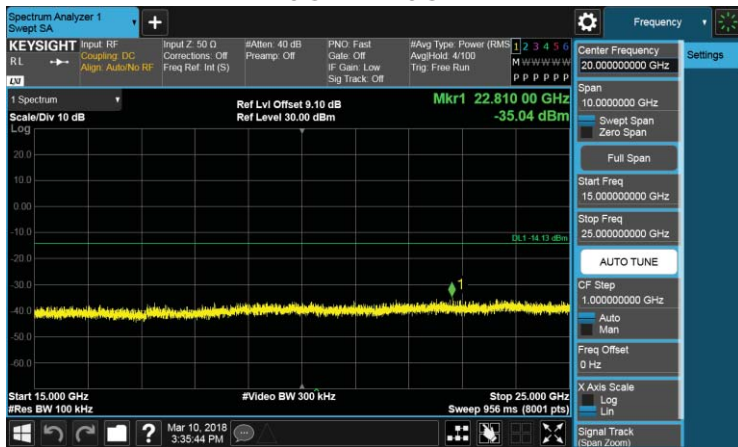 Spectrum Analyzer 1
Swept SA
Frequency
KEYSIGHT
RL
LXI
Input: RF
Coupling: DC
Align: Auto/No RF
Input Z: 50 Ω
Corrections: Off
Freq Ref: Int (S)
#Atten: 40 dB
Preamp: Off
PNO: Fast
Gate: Off
IF Gain: Low
Sig Track: Off
#Avg Type: Power (RMS
Avg|Hold: 4/100
Trig: Free Run
1 2 3 4 5 6
M W W W W W
P P P P P P
1 Spectrum
Scale/Div 10 dB
Log
Ref Lvl Offset 9.10 dB
Ref Level 30.00 dBm
Mkr1 22.810 00 GHz
-35.04 dBm
20.0
10.0
0.00
-10.0
-20.0
-30.0
-40.0
-50.0
-60.0
DL1 -14.13 dBm
1
Start 15.000 GHz
#Res BW 100 kHz
#Video BW 300 kHz
Stop 25.000 GHz
Sweep 956 ms (8001 pts)
Mar 10, 2018
3:35:44 PM
Center Frequency
20.000000000 GHz
Span
10.0000000 GHz
Swept Span
Zero Span
Full Span
Start Freq
15.000000000 GHz
Stop Freq
25.000000000 GHz
AUTO TUNE
CF Step
1.000000000 GHz
Auto
Man
Freq Offset
0 Hz
X Axis Scale
Log
Lin
Signal Track
(Span Zoom)
Settings